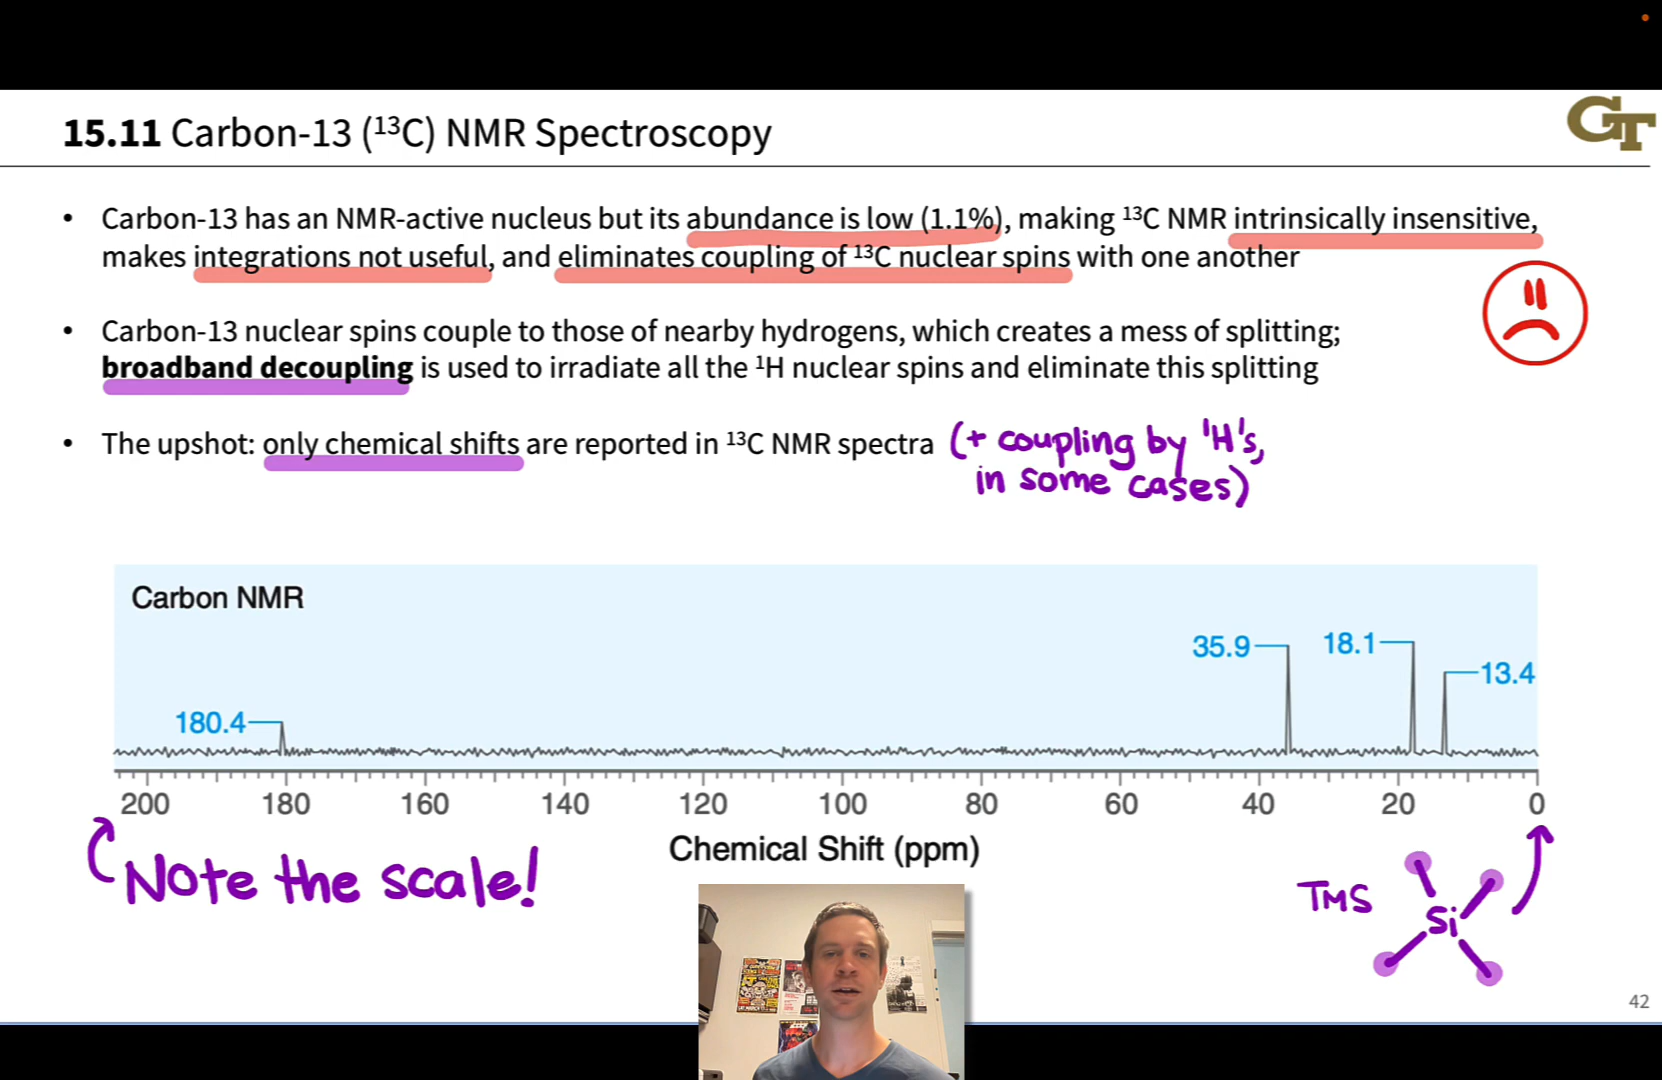 15.11 Carbon-13 (¹³C) NMR Spectroscopy
GT
• Carbon-13 has an NMR-active nucleus but its abundance is low (1.1%), making ¹³C NMR intrinsically insensitive,
makes integrations not useful, and eliminates coupling of ¹³C nuclear spins with one another
• Carbon-13 nuclear spins couple to those of nearby hydrogens, which creates a mess of splitting;
broadband decoupling is used to irradiate all the ¹H nuclear spins and eliminate this splitting
• The upshot: only chemical shifts are reported in ¹³C NMR spectra (+ coupling by ¹H's,
in some cases)
Carbon NMR
180.4
35.9
18.1
13.4
200 180 160 140 120 100 80 60 40 20 0
Chemical Shift (ppm)
Note the scale!
TMS
Si
42